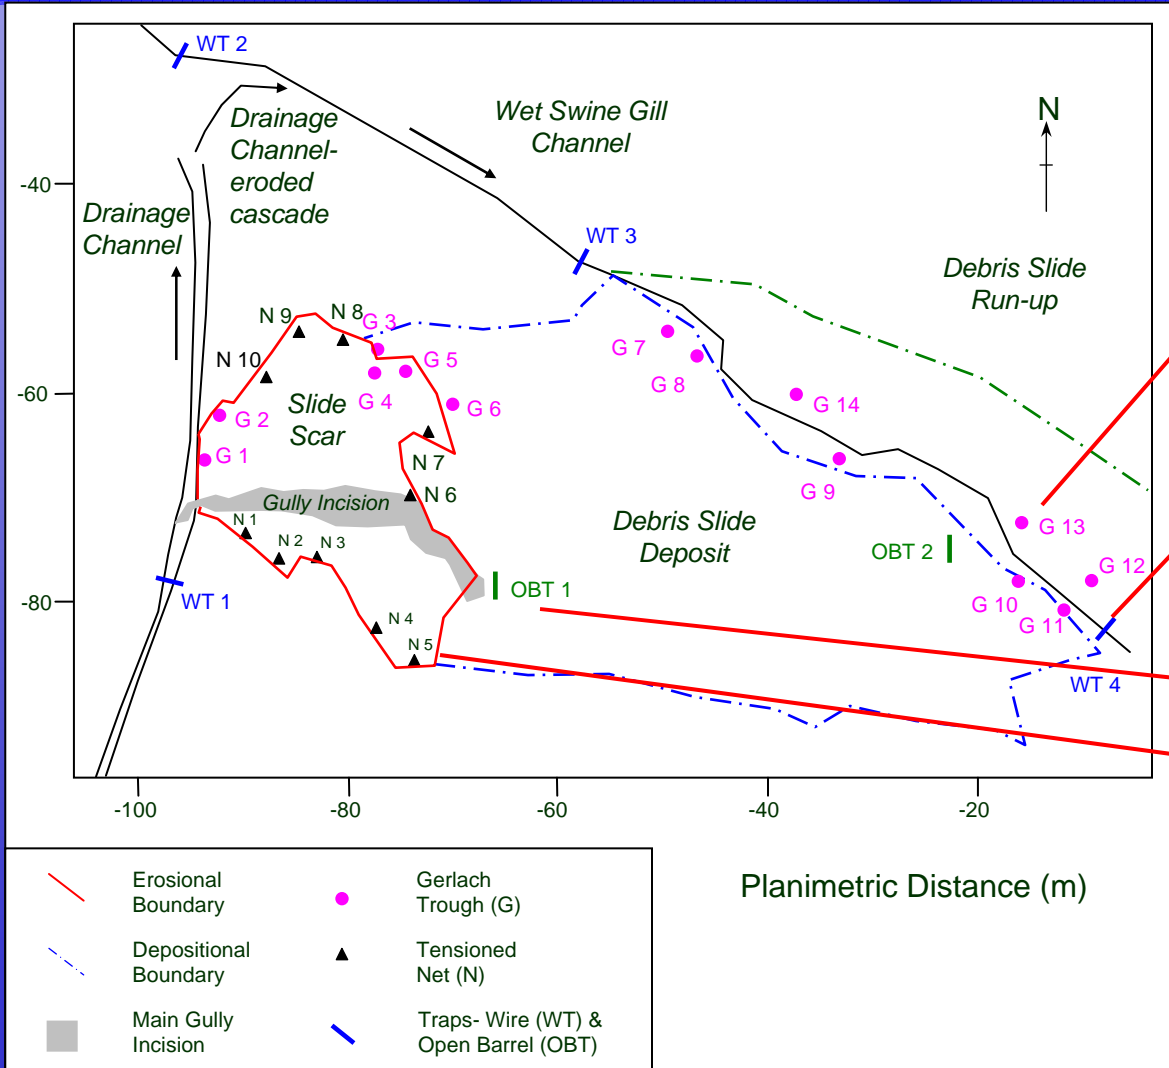 WT 2
Drainage
Channel-
eroded
cascade
Wet Swine Gill
Channel
N
-40
Drainage
Channel
WT 3
Debris Slide
Run-up
N 9
N 8
G 3
N 10
G 5
G 7
G 8
G 4
-60
Slide
Scar
G 6
G 14
G 2
G 1
N 7
N 6
G 9
Gully Incision
N 1
N 2
N 3
Debris Slide
Deposit
G 13
OBT 2
G 12
-80
WT 1
OBT 1
G 10
G 11
N 4
N 5
WT 4
-100
-80
-60
-40
-20
Erosional
Boundary
Gerlach
Trough (G)
Depositional
Boundary
Tensioned
Net (N)
Main Gully
Incision
Traps- Wire (WT) &
Open Barrel (OBT)
Planimetric Distance (m)